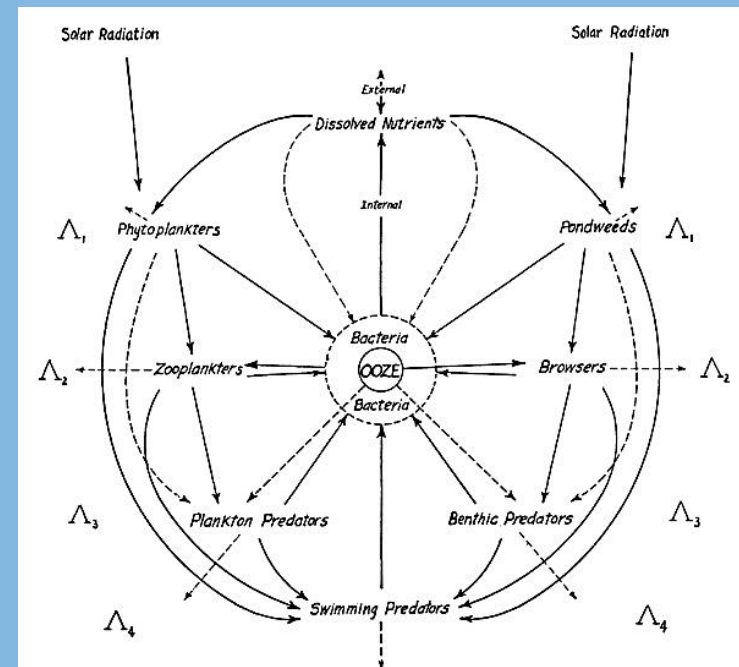 Solar Radiation
Solar Radiation
External
Dissolved Nutrients
Internal
Λ₁
Phytoplankters
Pondweeds
Λ₁
Bacteria
Λ₂
Zooplankters
OOZE
Browsers
Λ₂
Bacteria
Λ₃
Plankton Predators
Benthic Predators
Λ₃
Swimming Predators
Λ₄
Λ₄